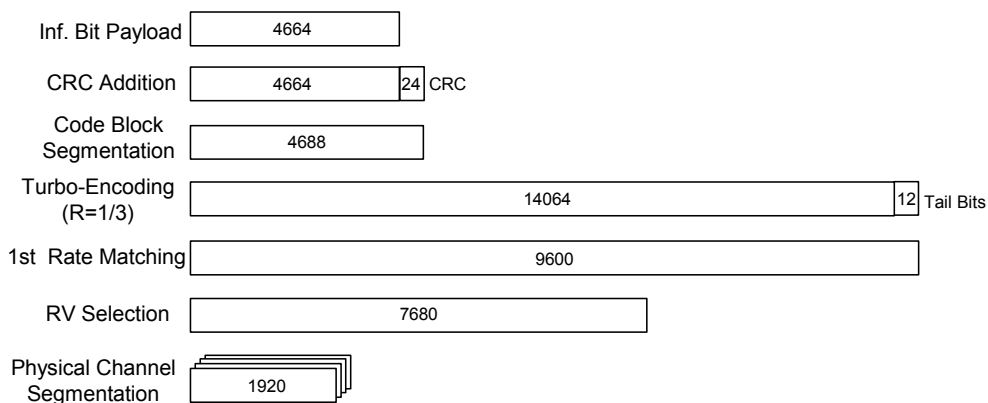 Inf. Bit Payload
4664
CRC Addition
4664
24
CRC
Code Block
Segmentation
4688
Turbo-Encoding
(R=1/3)
14064
12
Tail Bits
1st Rate Matching
9600
RV Selection
7680
Physical Channel
Segmentation
1920